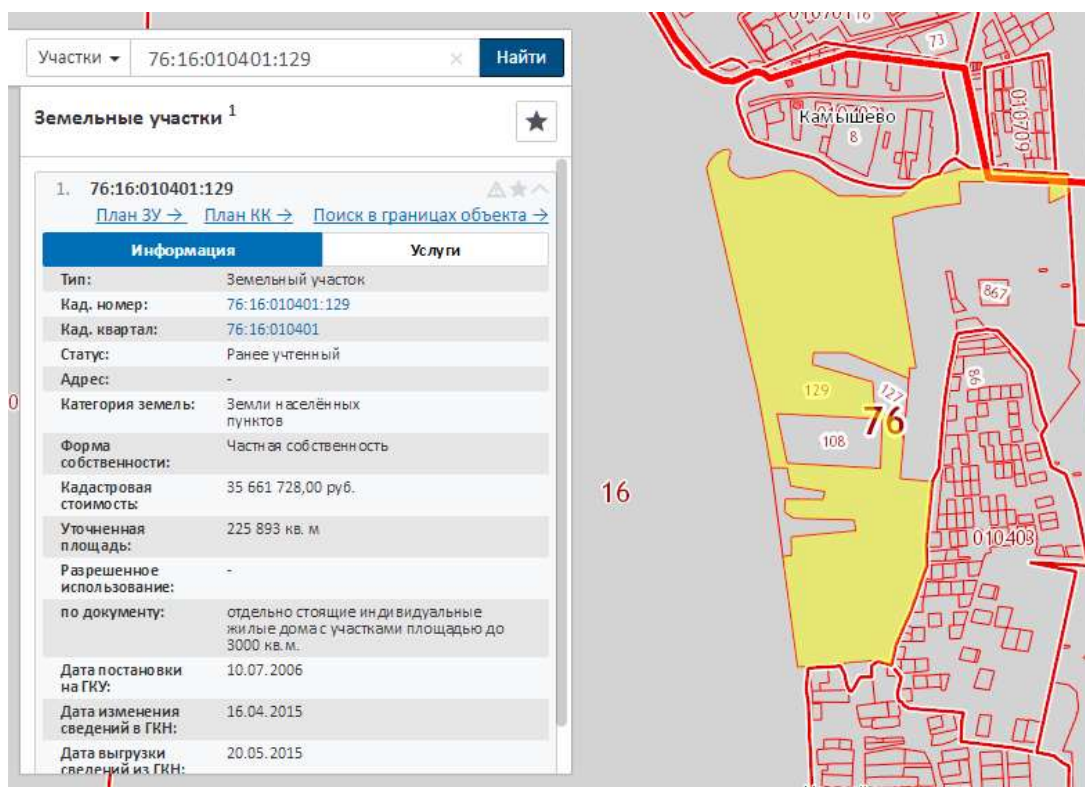 Участки 76:16:010401:129 × Найти
Земельные участки 1
1. 76:16:010401:129
План ЗУ → План КК → Поиск в границах объекта →
Информация Услуги
Тип: Земельный участок
Кад. номер: 76:16:010401:129
Кад. квартал: 76:16:010401
Статус: Ранее учтенный
Адрес: -
Категория земель: Земли населённых
пунктов
Форма
собственности: Частная собственность
Кадастровая
стоимость: 35 661 728,00 руб.
Уточненная
площадь: 225 893 кв. м
Разрешенное
использование: -
по документу: отдельно стоящие индивидуальные
жилые дома с участками площадью до
3000 кв.м.
Дата постановки
на ГКУ: 10.07.2006
Дата изменения
сведений в ГКН: 16.04.2015
Дата выгрузки
сведений из ГКН: 20.05.2015
0
73
Камышево
8
010709
867
86
129
127
76
108
16
010403